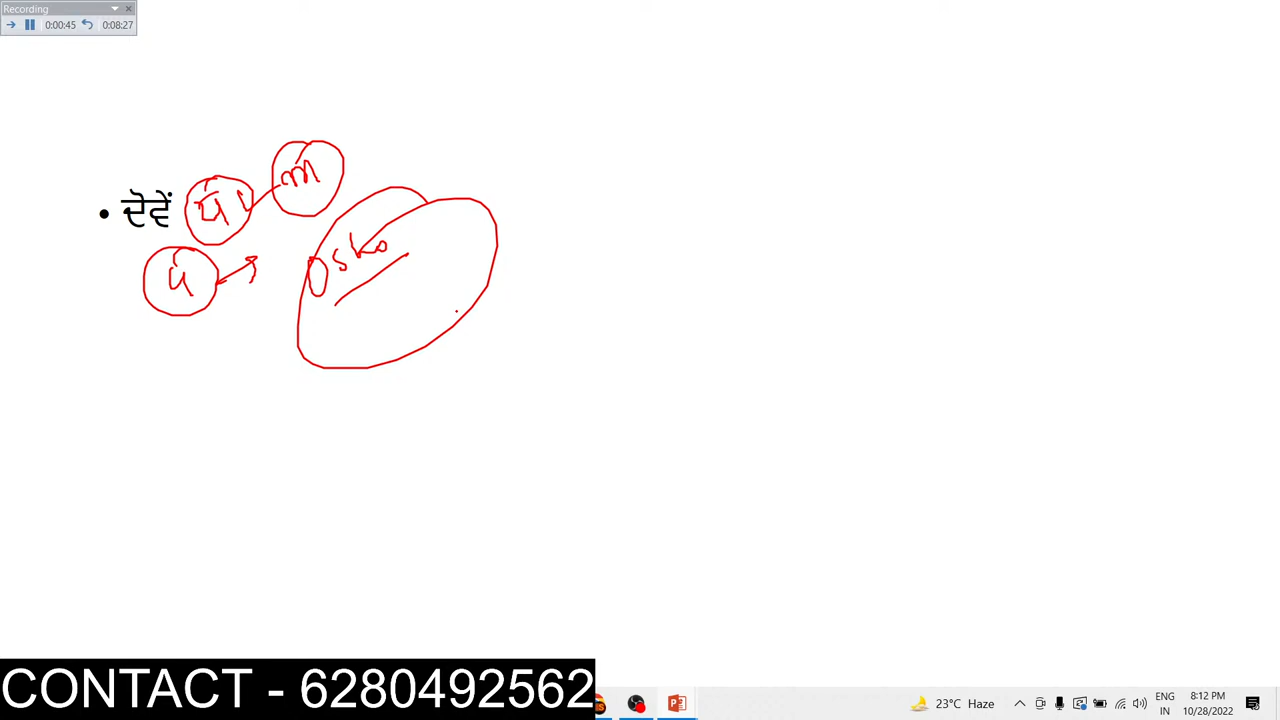 Recording
0:00:45 0:08:27
• ਦੋਵੇਂ
CONTACT - 6280492562
23°C Haze
ENG
IN
8:12 PM
10/28/2022